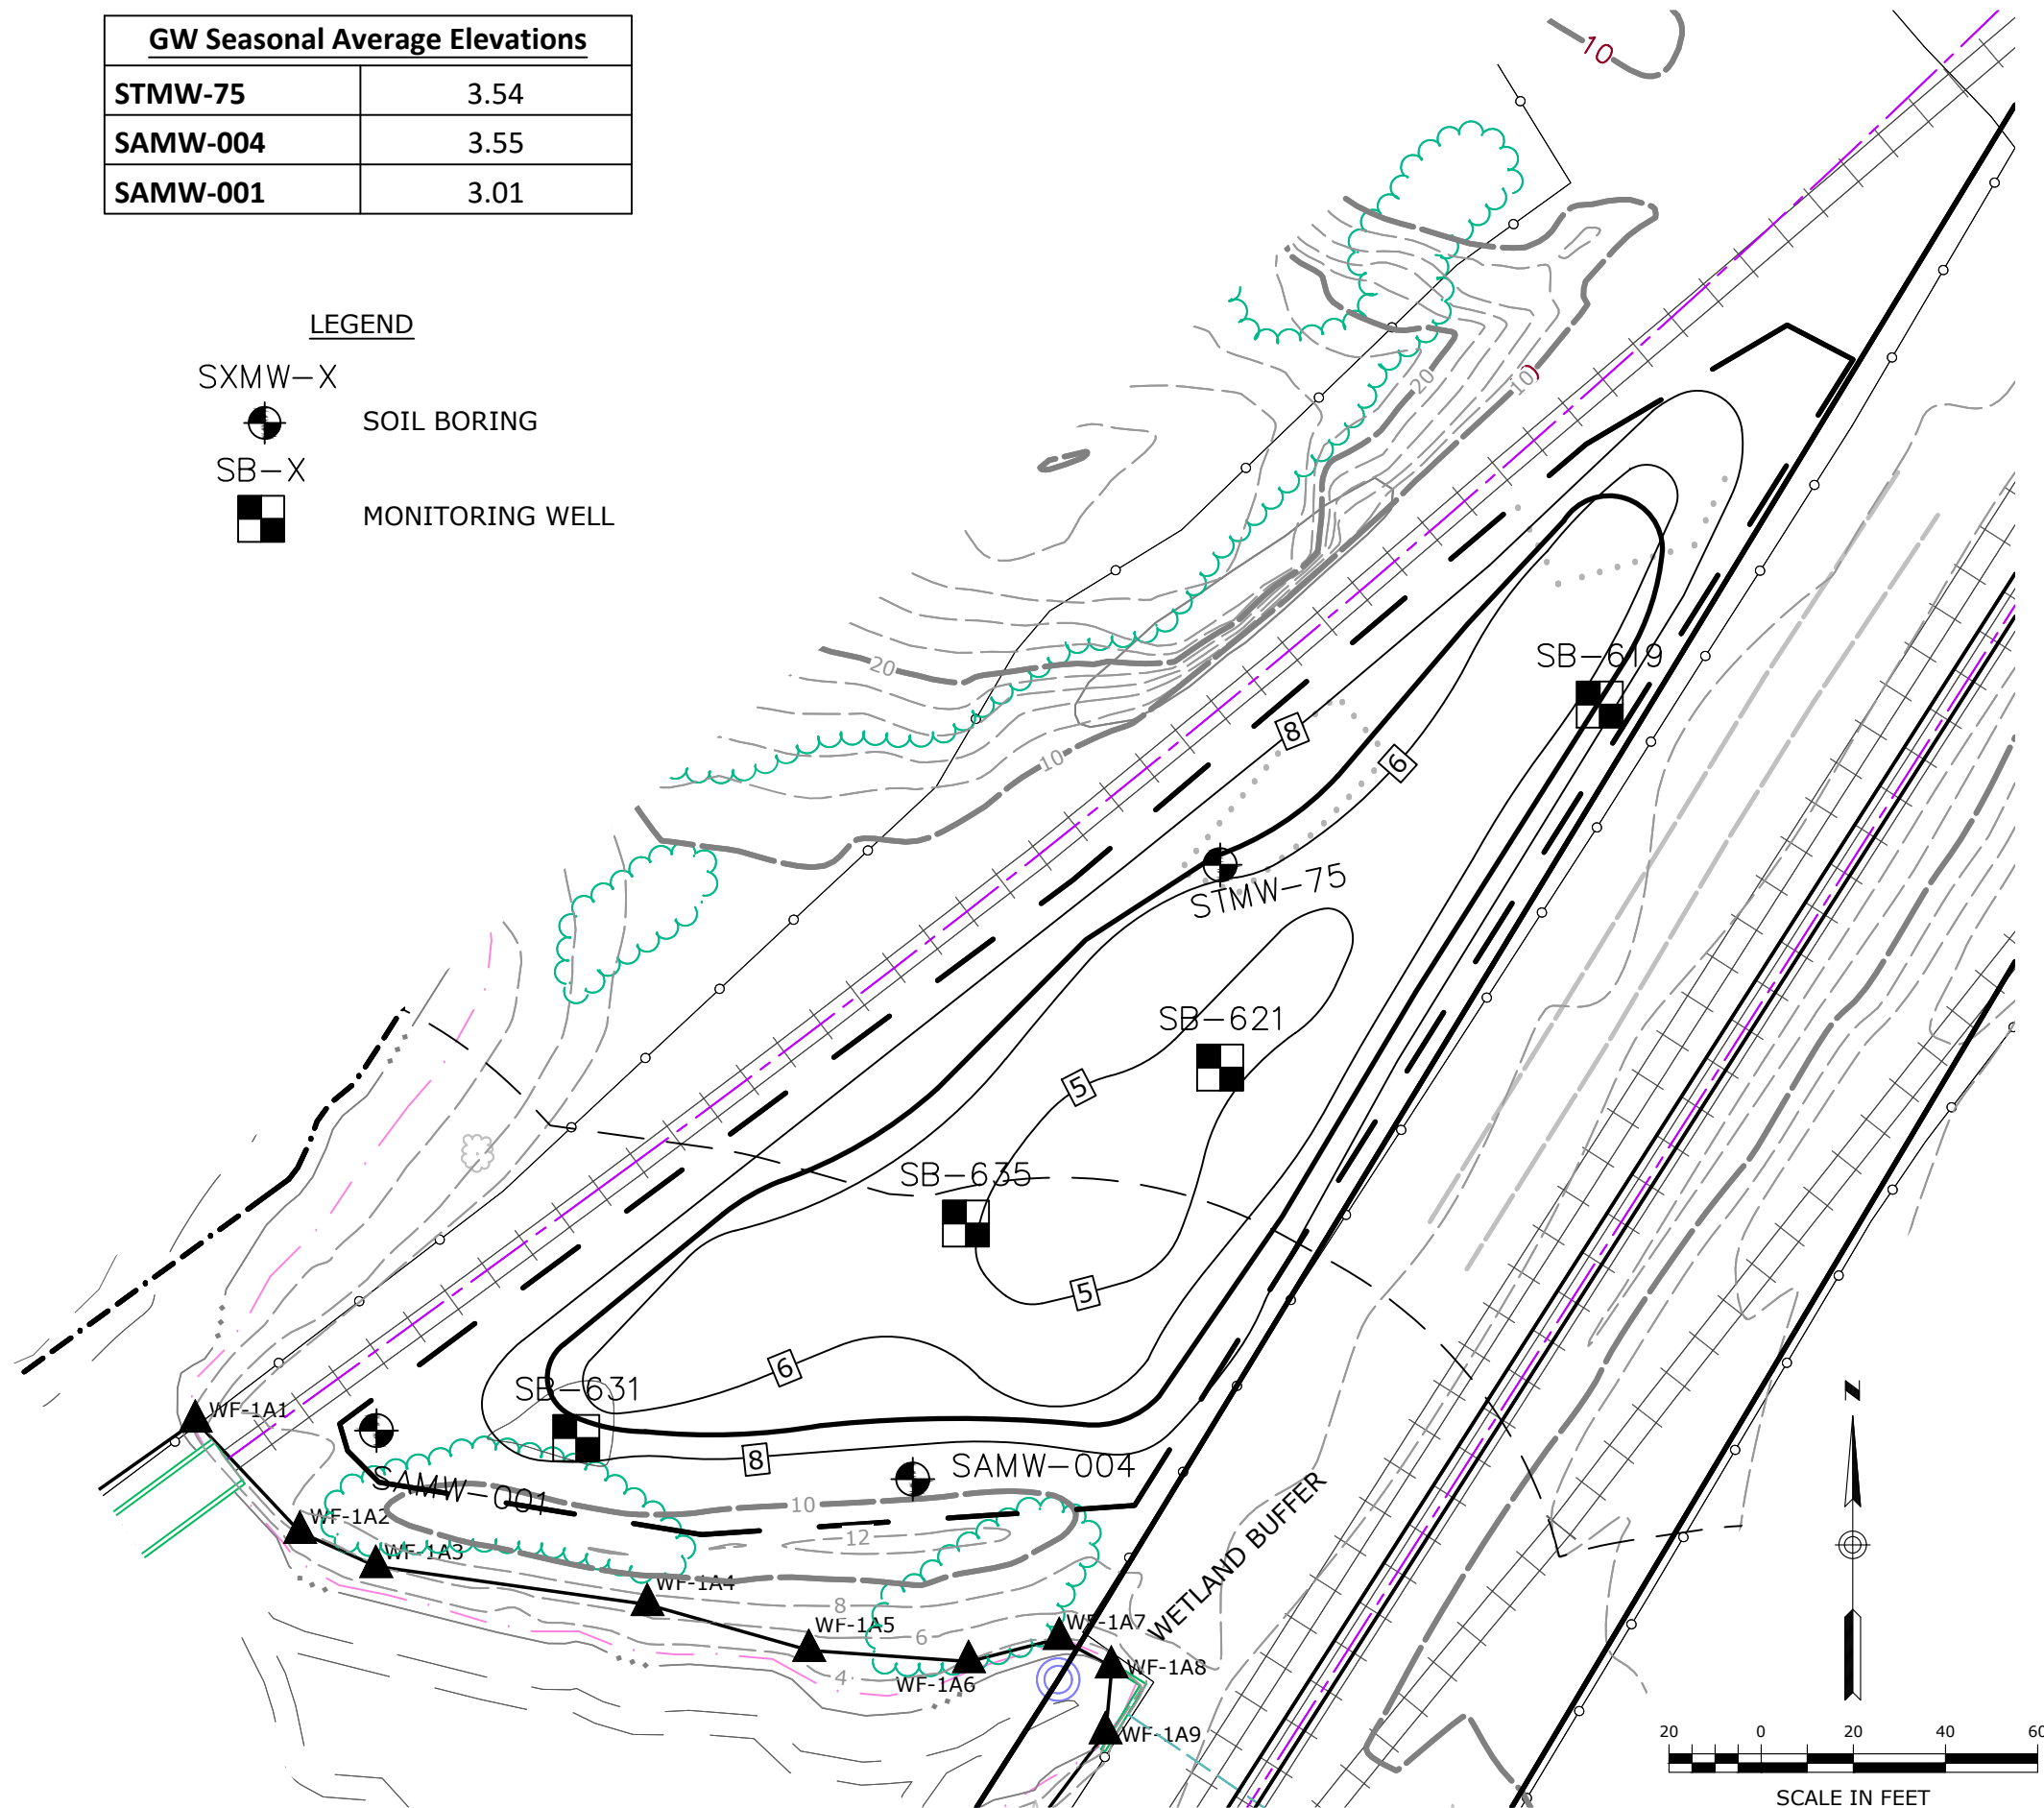 GW Seasonal Average Elevations
STMW-75 3.54
SAMW-004 3.55
SAMW-001 3.01
LEGEND
SXMW-X
SOIL BORING
SB-X
MONITORING WELL
10
20
10
20
10
8
6
SB-619
STMW-75
SB-621
5
SB-635
5
6
SB-631
8
WF-1A1
SAMW-001
SAMW-004
10
12
WF-1A2
WF-1A3
WF-1A4
8
WF-1A5
6
4
WF-1A6
WF-1A7
WF-1A8
WF-1A9
WETLAND BUFFER
N
20 0 20 40 60
SCALE IN FEET